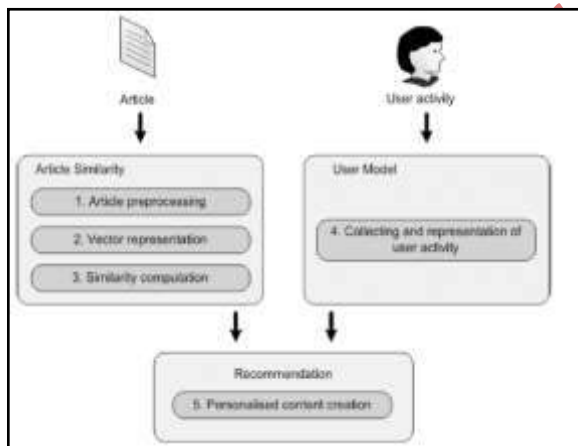 Article
User activity
Article Similarity
1. Article preprocessing
2. Vector representation
3. Similarity computation
User Model
4. Collecting and representation of
user activity
Recommendation
5. Personalised content creation